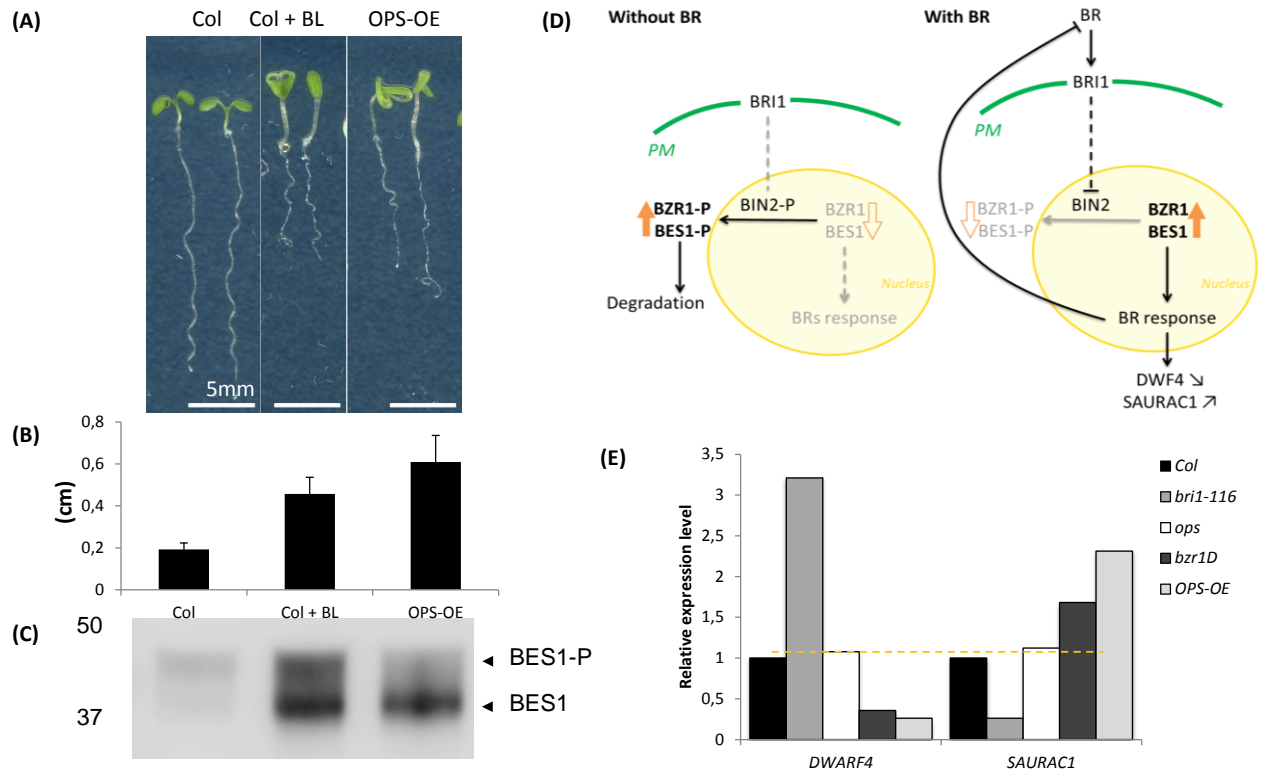 (A)
Col
Col + BL
OPS-OE
5mm
(B)
(cm)
0,8
0,6
0,4
0,2
0
Col
Col + BL
OPS-OE
(C)
50
37
BES1-P
BES1
(D)
Without BR
BRI1
PM
BIN2-P
BZR1-P
BES1-P
BZR1
BES1
Degradation
Nucleus
BRs response
With BR
BR
BRI1
PM
BIN2
BZR1-P
BES1-P
BZR1
BES1
Nucleus
BR response
DWF4 ↘
SAURAC1 ↗
(E)
Relative expression level
3,5
3
2,5
2
1,5
1
0,5
0
DWARF4
SAURAC1
Col
bri1-116
ops
bzr1D
OPS-OE